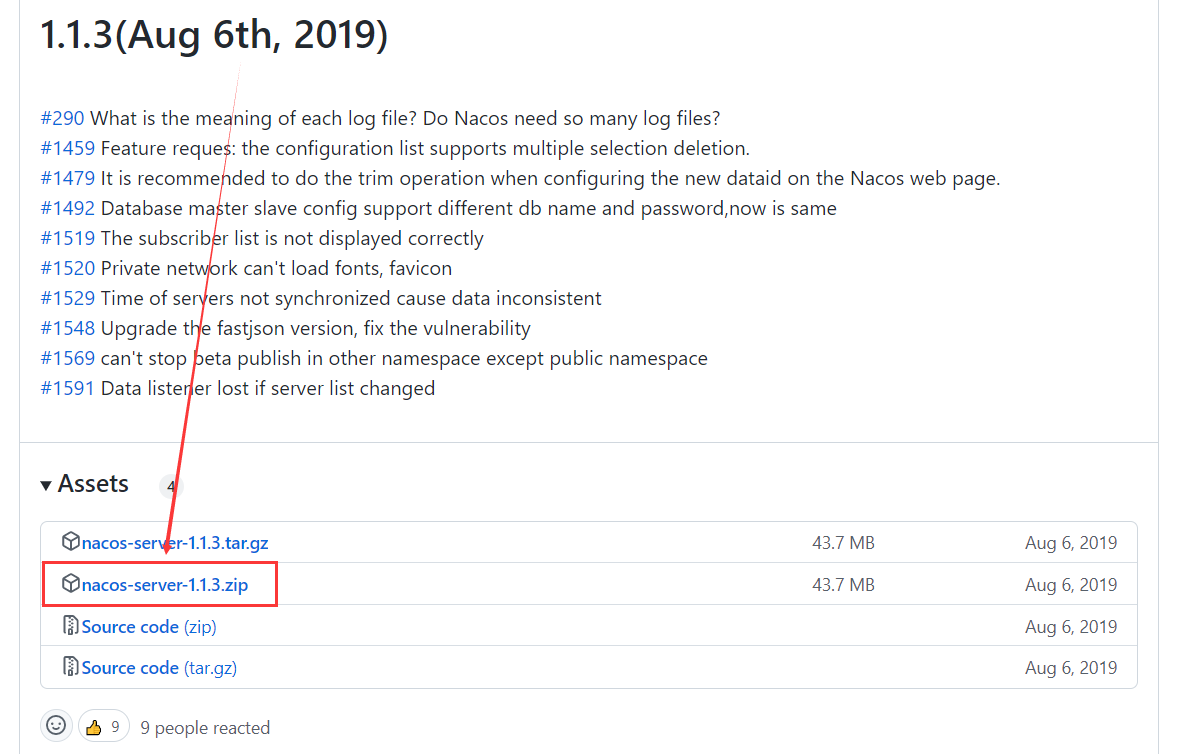 1.1.3(Aug 6th, 2019)
#290 What is the meaning of each log file? Do Nacos need so many log files?
#1459 Feature reques: the configuration list supports multiple selection deletion.
#1479 It is recommended to do the trim operation when configuring the new dataid on the Nacos web page.
#1492 Database master slave config support different db name and password,now is same
#1519 The subscriber list is not displayed correctly
#1520 Private network can't load fonts, favicon
#1529 Time of servers not synchronized cause data inconsistent
#1548 Upgrade the fastjson version, fix the vulnerability
#1569 can't stop beta publish in other namespace except public namespace
#1591 Data listener lost if server list changed
Assets 4
nacos-server-1.1.3.tar.gz 43.7 MB Aug 6, 2019
nacos-server-1.1.3.zip 43.7 MB Aug 6, 2019
Source code (zip) Aug 6, 2019
Source code (tar.gz) Aug 6, 2019
9 9 people reacted